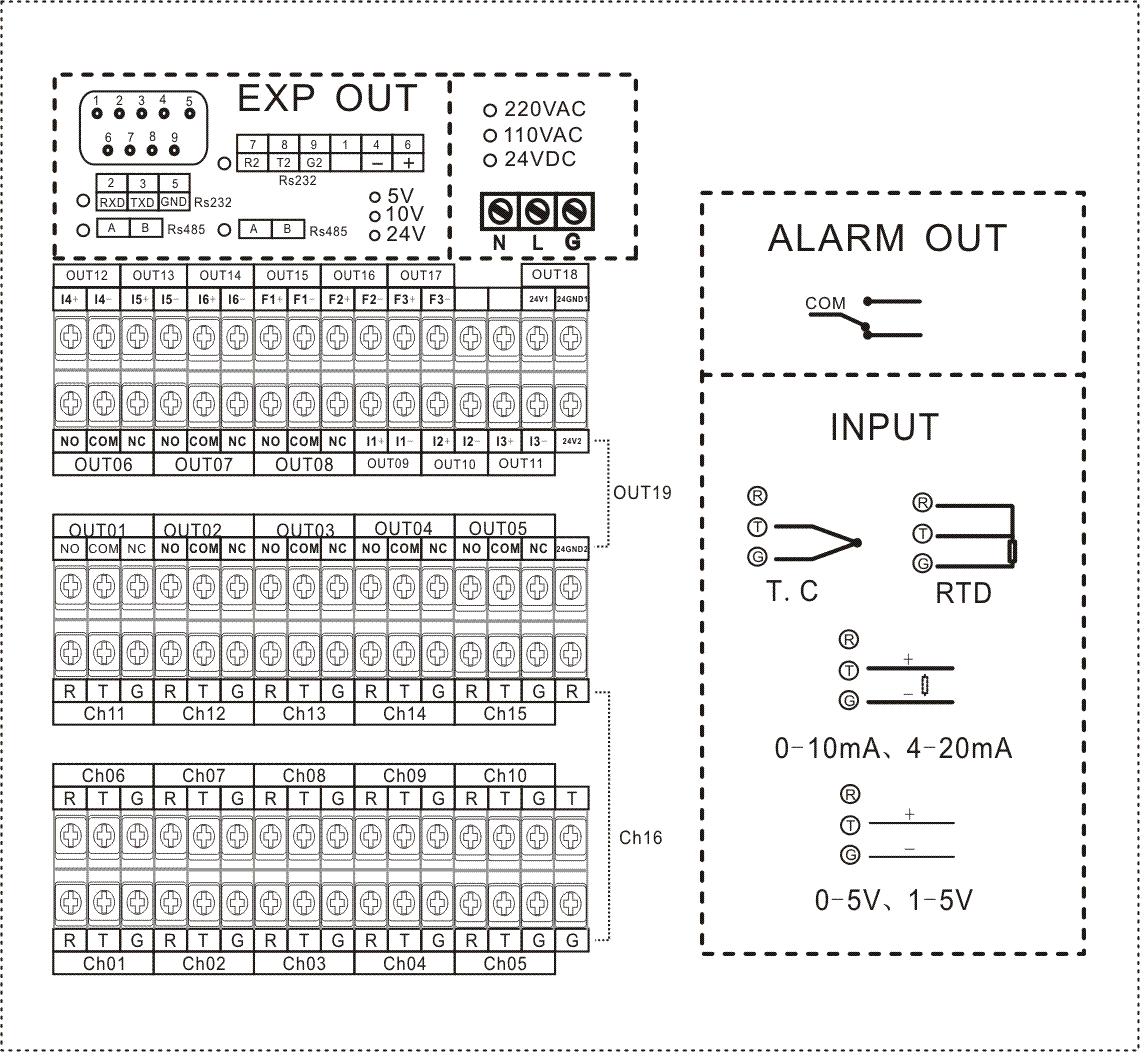 EXP OUT
1 2 3 4 5
6 7 8 9
7 8 9 1 4 6
R2 T2 G2 − +
Rs232
2 3 5
RXD TXD GND Rs232
A B Rs485
A B Rs485
5V
10V
24V
220VAC
110VAC
24VDC
N L G
OUT12 OUT13 OUT14 OUT15 OUT16 OUT17 OUT18
I4+ I4− I5+ I5− I6+ I6− F1+ F1− F2+ F2− F3+ F3− 24V1 24GND1
NO COM NC NO COM NC NO COM NC I1+ I1− I2+ I2− I3+ I3− 24V2
OUT06 OUT07 OUT08 OUT09 OUT10 OUT11
OUT19
OUT01 OUT02 OUT03 OUT04 OUT05
NO COM NC NO COM NC NO COM NC NO COM NC NO COM NC 24GND2
R T G R T G R T G R T G R T G R
Ch11 Ch12 Ch13 Ch14 Ch15
Ch06 Ch07 Ch08 Ch09 Ch10
R T G R T G R T G R T G R T G T
Ch16
R T G R T G R T G R T G R T G G
Ch01 Ch02 Ch03 Ch04 Ch05
ALARM OUT
COM
INPUT
R
T
G
T. C
R
T
G
RTD
R
T +
G −
0−10mA、4−20mA
R
T +
G −
0−5V、1−5V